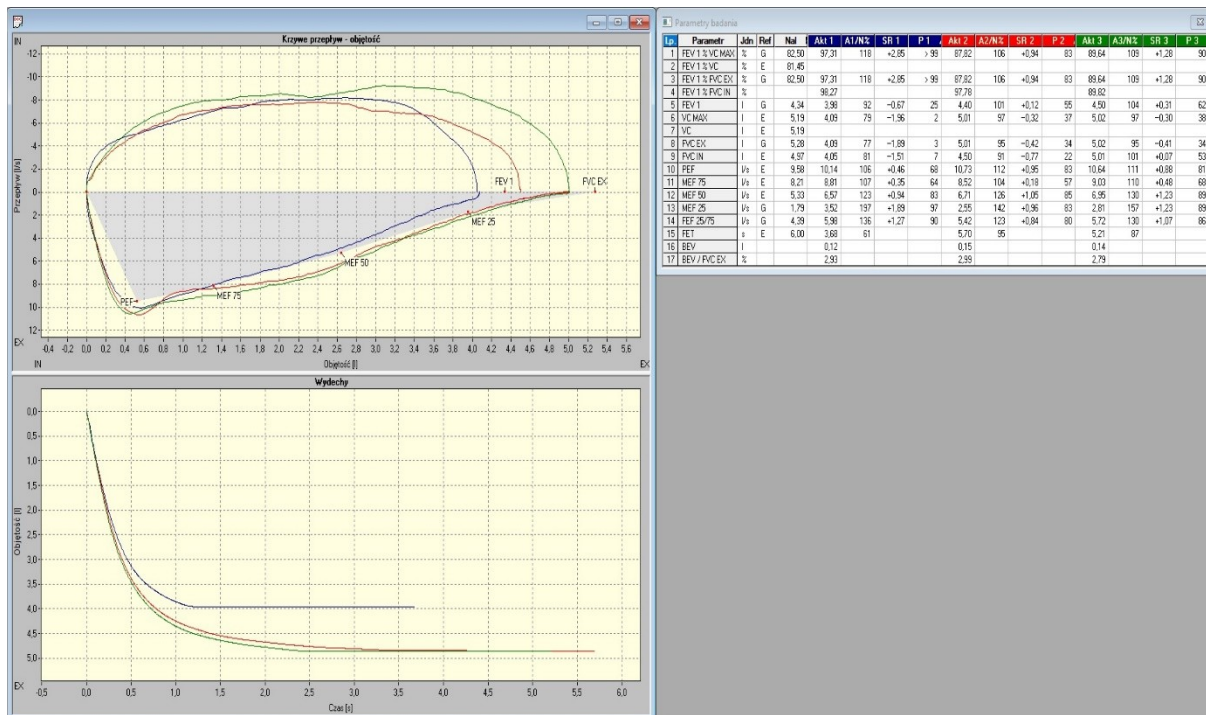 Krzywe przepływ - objętość
IN
-12
-10
-8
-6
-4
-2
0
2
4
6
8
10
12
EX
Przepływ [l/s]
FEV 1
FVC EX
MEF 25
MEF 50
MEF 75
PEF
-0,4 -0,2 0,0 0,2 0,4 0,6 0,8 1,0 1,2 1,4 1,6 1,8 2,0 2,2 2,4 2,6 2,8 3,0 3,2 3,4 3,6 3,8 4,0 4,2 4,4 4,6 4,8 5,0 5,2 5,4 5,6
IN Objętość [l] EX
Wydechy
0,0
0,5
1,0
1,5
2,0
2,5
3,0
3,5
4,0
4,5
5,0
EX
Objętość [l]
-0,5 0,0 0,5 1,0 1,5 2,0 2,5 3,0 3,5 4,0 4,5 5,0 5,5 6,0
Czas [s]
Parametry badania
Lp. Parametr Jdn Ref Nal Akt 1 A1/N% SR 1 P 1 Akt 2 A2/N% SR 2 P 2 Akt 3 A3/N% SR 3 P 3
1 FEV 1 % VC MAX % G 82,50 97,31 118 +2,85 > 99 87,82 106 +0,94 83 89,64 109 +1,28 90
2 FEV 1 % VC % E 81,45
3 FEV 1 % FVC EX % G 82,50 97,31 118 +2,85 > 99 87,82 106 +0,94 83 89,64 109 +1,28 90
4 FEV 1 % FVC IN % 98,27 97,78 89,82
5 FEV 1 l G 4,34 3,98 92 -0,67 25 4,40 101 +0,12 55 4,50 104 +0,31 62
6 VC MAX l E 5,19 4,09 79 -1,96 2 5,01 97 -0,32 37 5,02 97 -0,30 38
7 VC l E 5,19
8 FVC EX l G 5,28 4,09 77 -1,89 3 5,01 95 -0,42 34 5,02 95 -0,41 34
9 FVC IN l E 4,97 4,05 81 -1,51 7 4,50 91 -0,77 22 5,01 101 +0,07 53
10 PEF l/s E 9,58 10,14 106 +0,46 68 10,73 112 +0,95 83 10,64 111 +0,88 81
11 MEF 75 l/s E 8,21 8,81 107 +0,35 64 8,52 104 +0,18 57 9,03 110 +0,48 68
12 MEF 50 l/s E 5,33 6,57 123 +0,94 83 6,71 126 +1,05 85 6,95 130 +1,23 89
13 MEF 25 l/s G 1,79 3,52 197 +1,89 97 2,55 142 +0,96 83 2,81 157 +1,23 89
14 FEF 25/75 l/s G 4,39 5,98 136 +1,27 90 5,42 123 +0,84 80 5,72 130 +1,07 86
15 FET s E 6,00 3,68 61 5,70 95 5,21 87
16 BEV l 0,12 0,15 0,14
17 BEV / FVC EX % 2,93 2,99 2,79